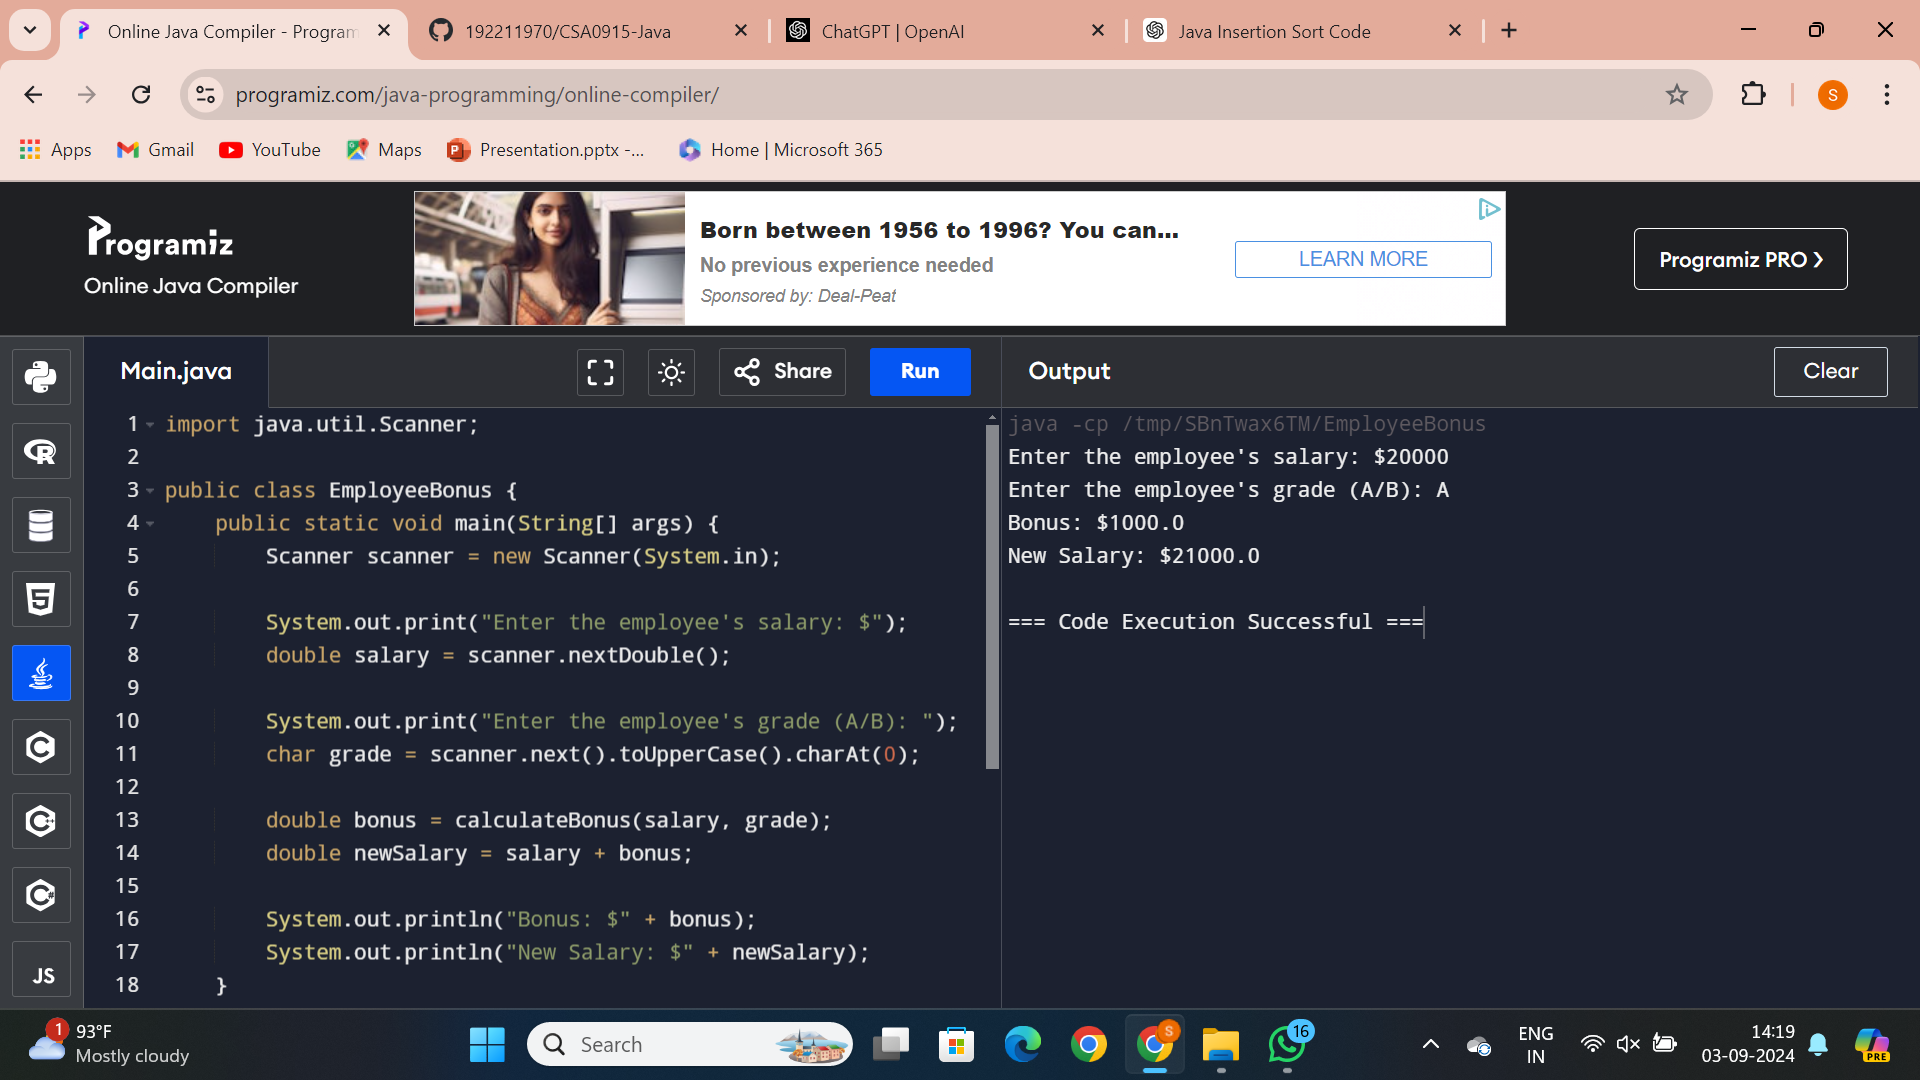 Online Java Compiler - Program
192211970/CSA0915-Java
ChatGPT | OpenAI
Java Insertion Sort Code
programiz.com/java-programming/online-compiler/
S
Apps
Gmail
YouTube
Maps
Presentation.pptx -...
Home | Microsoft 365
Programiz
Online Java Compiler
Born between 1956 to 1996? You can...
No previous experience needed
Sponsored by: Deal-Peat
LEARN MORE
Programiz PRO ❯
Main.java
Share
Run
Output
Clear
1 import java.util.Scanner;
2
3 public class EmployeeBonus {
4 public static void main(String[] args) {
5 Scanner scanner = new Scanner(System.in);
6
7 System.out.print("Enter the employee's salary: $");
8 double salary = scanner.nextDouble();
9
10 System.out.print("Enter the employee's grade (A/B): ");
11 char grade = scanner.next().toUpperCase().charAt(0);
12
13 double bonus = calculateBonus(salary, grade);
14 double newSalary = salary + bonus;
15
16 System.out.println("Bonus: $" + bonus);
17 System.out.println("New Salary: $" + newSalary);
18 }
java -cp /tmp/SBnTwax6TM/EmployeeBonus
Enter the employee's salary: $20000
Enter the employee's grade (A/B): A
Bonus: $1000.0
New Salary: $21000.0
=== Code Execution Successful ===
JS
1
93°F
Mostly cloudy
Search
S
16
ENG
IN
14:19
03-09-2024
PRE